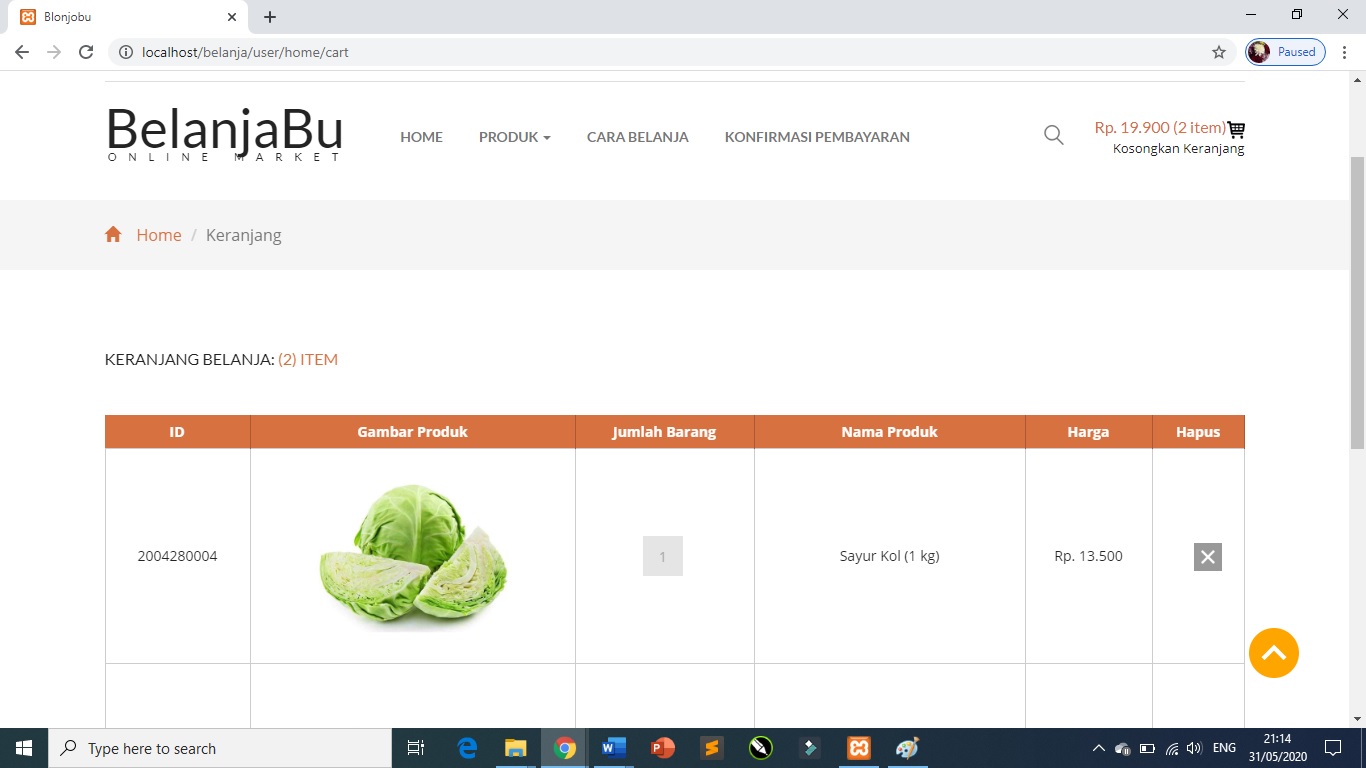 Blonjobu
localhost/belanja/user/home/cart
Paused
BelanjaBu
ONLINE MARKET
HOME
PRODUK
CARA BELANJA
KONFIRMASI PEMBAYARAN
Rp. 19.900 (2 item)
Kosongkan Keranjang
Home / Keranjang
KERANJANG BELANJA: (2) ITEM
ID Gambar Produk Jumlah Barang Nama Produk Harga Hapus
2004280004 1 Sayur Kol (1 kg) Rp. 13.500
Type here to search
ENG
21:14
31/05/2020